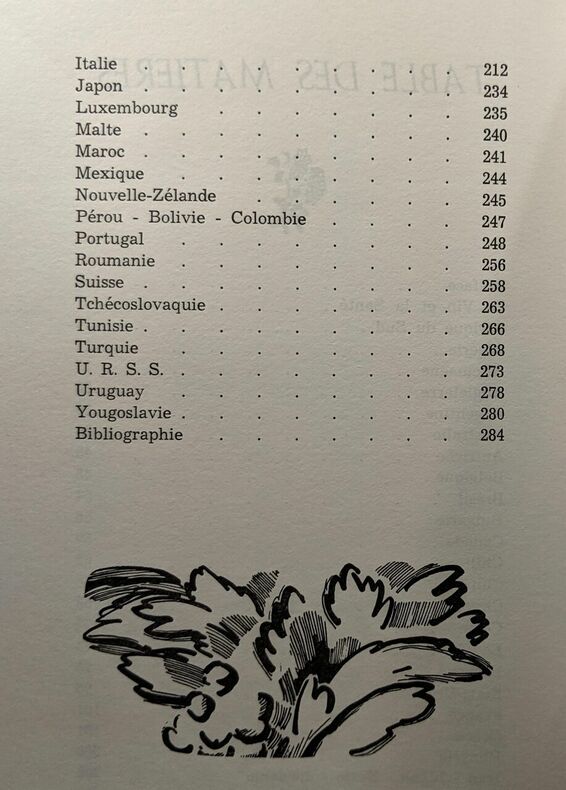 Italie . . . . . . . . . 212
Japon . . . . . . . . . 234
Luxembourg . . . . . . . 235
Malte . . . . . . . . . 240
Maroc . . . . . . . . . 241
Mexique . . . . . . . . 244
Nouvelle-Zélande . . . . . . 245
Pérou - Bolivie - Colombie . . . . 247
Portugal . . . . . . . . 248
Roumanie . . . . . . . . 256
Suisse . . . . . . . . . 258
Tchécoslovaquie . . . . . . . 263
Tunisie . . . . . . . . . 266
Turquie . . . . . . . . 268
U. R. S. S. . . . . . . . . 273
Uruguay . . . . . . . . 278
Yougoslavie . . . . . . . . 280
Bibliographie . . . . . . . 284